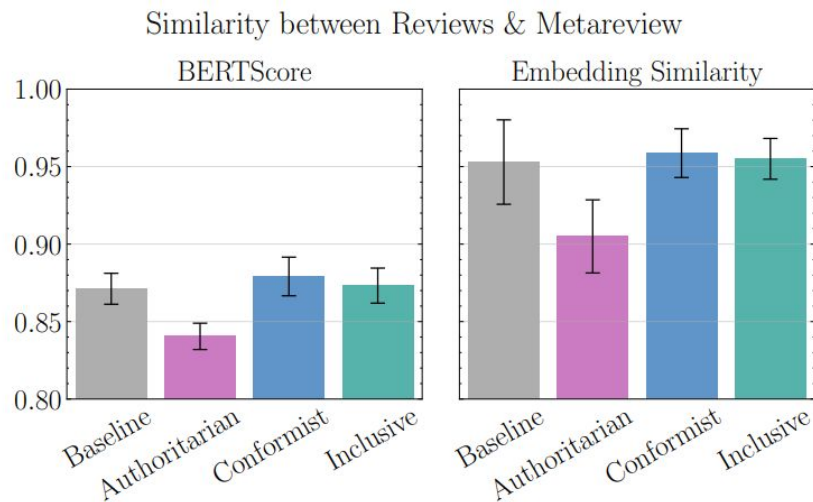 Similarity between Reviews & Metareview
BERTScore
Embedding Similarity
1.00
0.95
0.90
0.85
0.80
Baseline
Authoritarian
Conformist
Inclusive
Baseline
Authoritarian
Conformist
Inclusive